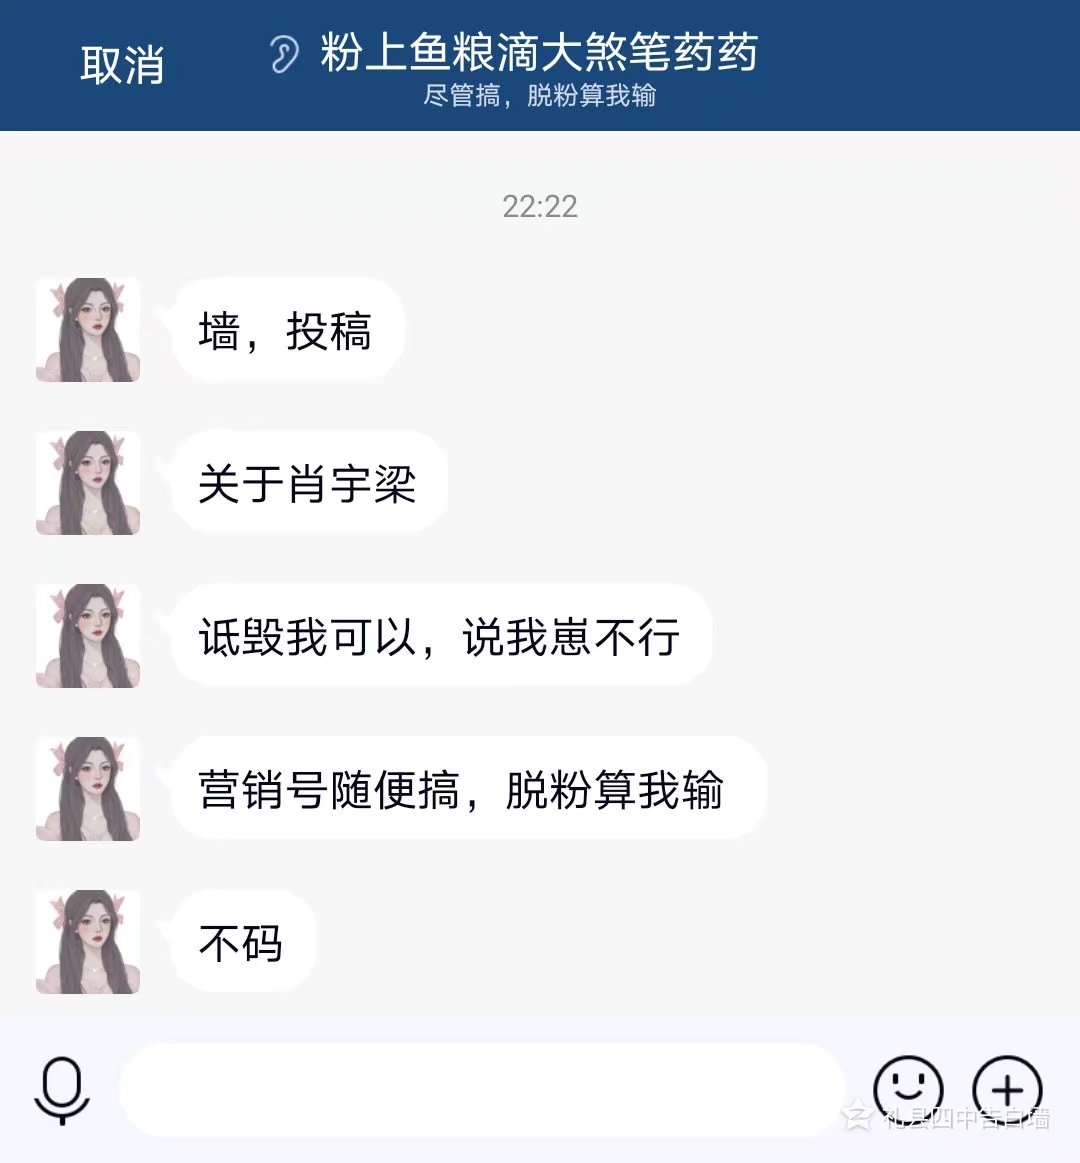 取消
粉上鱼粮滴大煞笔药药
尽管搞，脱粉算我输
22:22
墙，投稿
关于肖宇梁
诋毁我可以，说我崽不行
营销号随便搞，脱粉算我输
不码
礼县四中告白墙